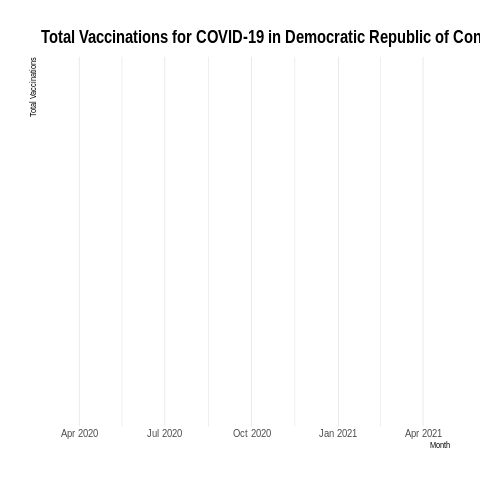 Total Vaccinations for COVID-19 in Democratic Republic of Con
Total Vaccinations
Apr 2020 Jul 2020 Oct 2020 Jan 2021 Apr 2021
Month